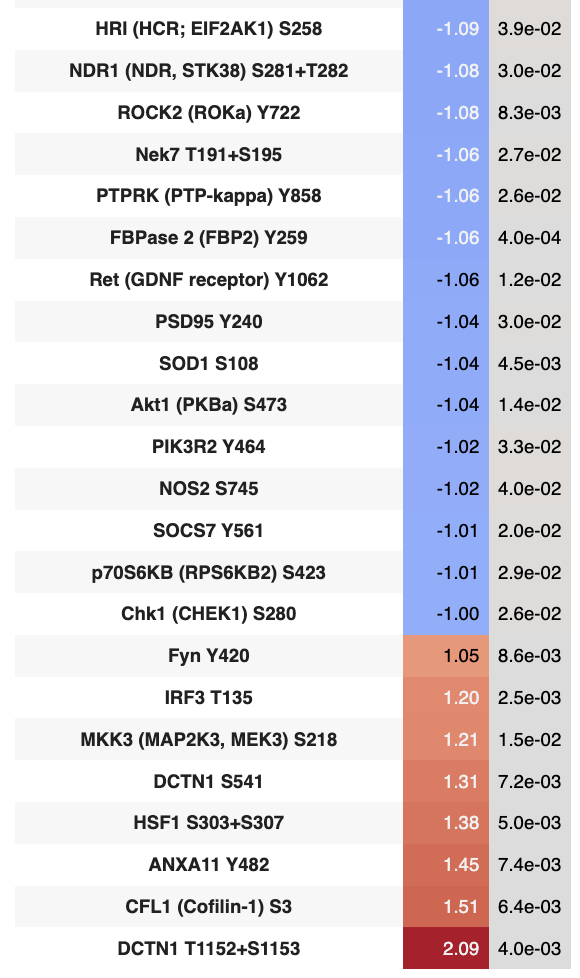 HRI (HCR; EIF2AK1) S258 -1.09 3.9e-02
NDR1 (NDR, STK38) S281+T282 -1.08 3.0e-02
ROCK2 (ROKa) Y722 -1.08 8.3e-03
Nek7 T191+S195 -1.06 2.7e-02
PTPRK (PTP-kappa) Y858 -1.06 2.6e-02
FBPase 2 (FBP2) Y259 -1.06 4.0e-04
Ret (GDNF receptor) Y1062 -1.06 1.2e-02
PSD95 Y240 -1.04 3.0e-02
SOD1 S108 -1.04 4.5e-03
Akt1 (PKBa) S473 -1.04 1.4e-02
PIK3R2 Y464 -1.02 3.3e-02
NOS2 S745 -1.02 4.0e-02
SOCS7 Y561 -1.01 2.0e-02
p70S6KB (RPS6KB2) S423 -1.01 2.9e-02
Chk1 (CHEK1) S280 -1.00 2.6e-02
Fyn Y420 1.05 8.6e-03
IRF3 T135 1.20 2.5e-03
MKK3 (MAP2K3, MEK3) S218 1.21 1.5e-02
DCTN1 S541 1.31 7.2e-03
HSF1 S303+S307 1.38 5.0e-03
ANXA11 Y482 1.45 7.4e-03
CFL1 (Cofilin-1) S3 1.51 6.4e-03
DCTN1 T1152+S1153 2.09 4.0e-03